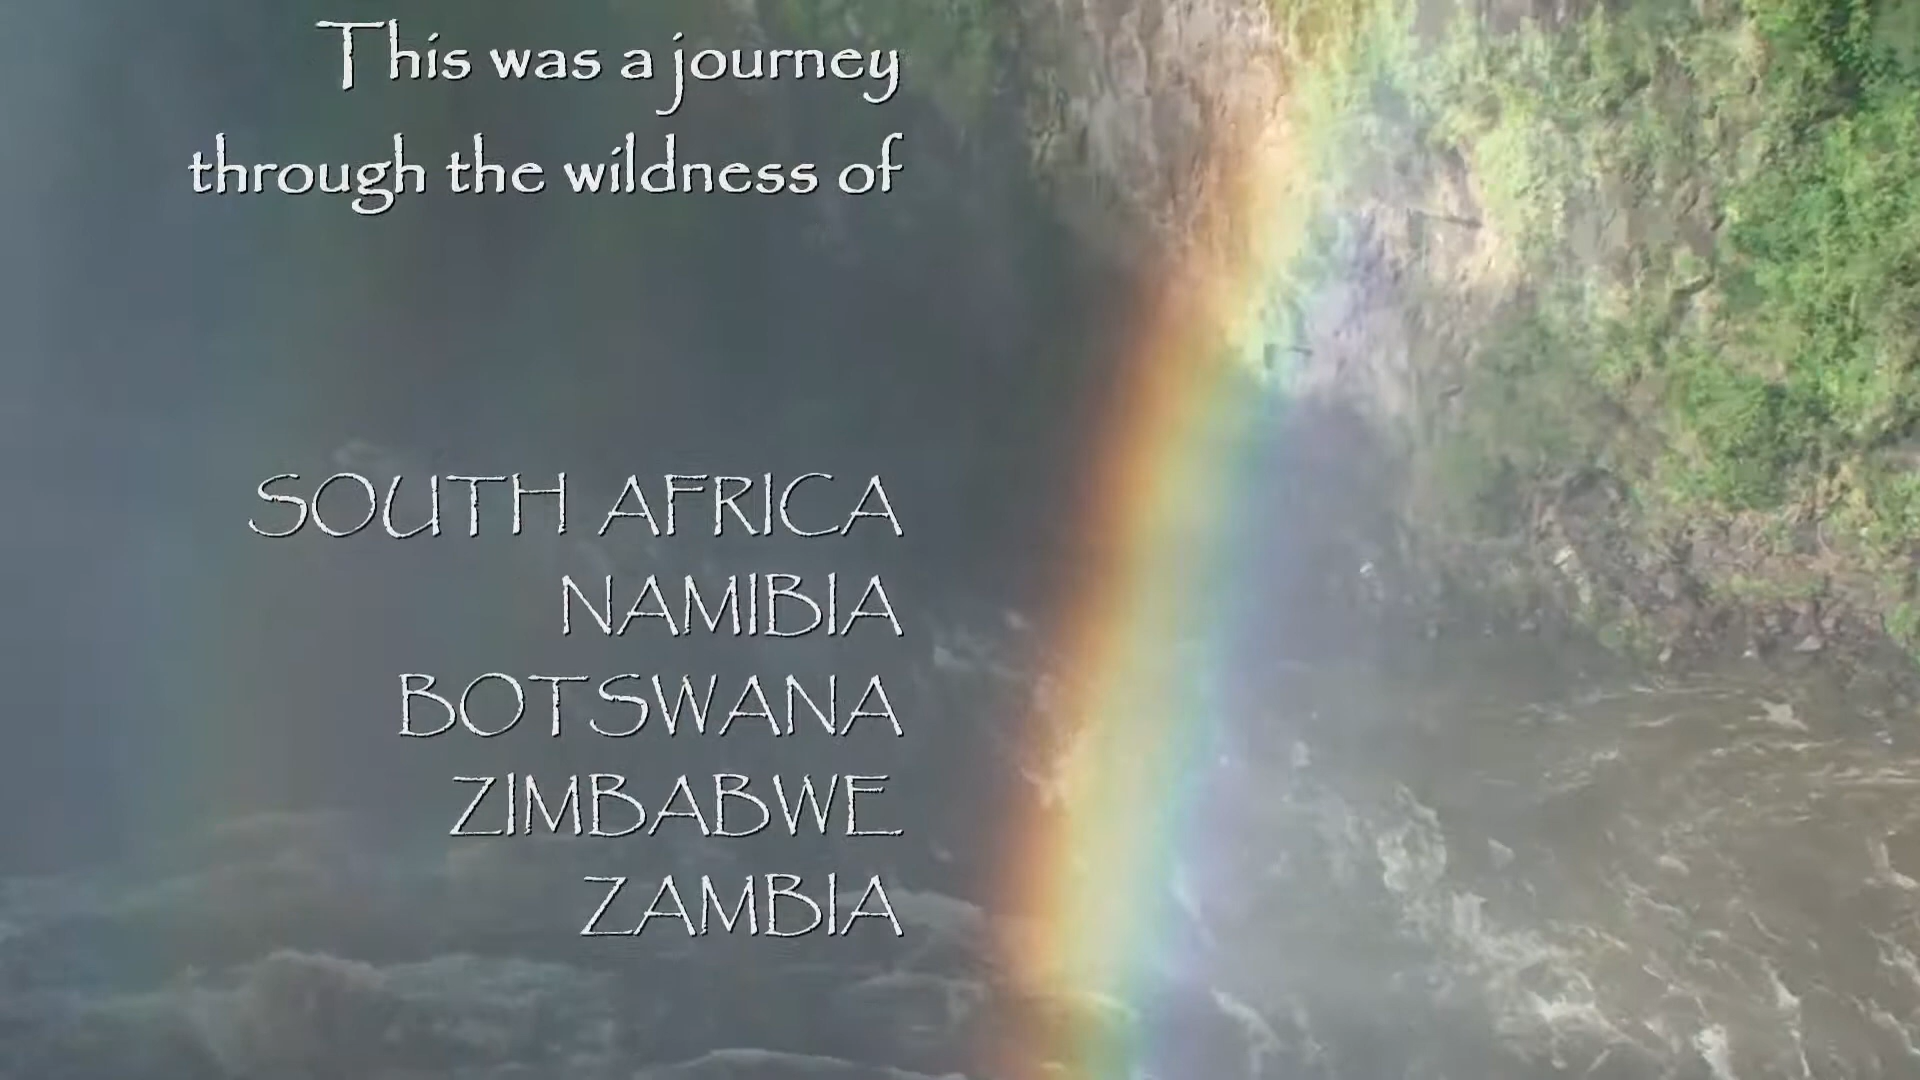 This was a journey
through the wildness of
SOUTH AFRICA
NAMIBIA
BOTSWANA
ZIMBABWE
ZAMBIA